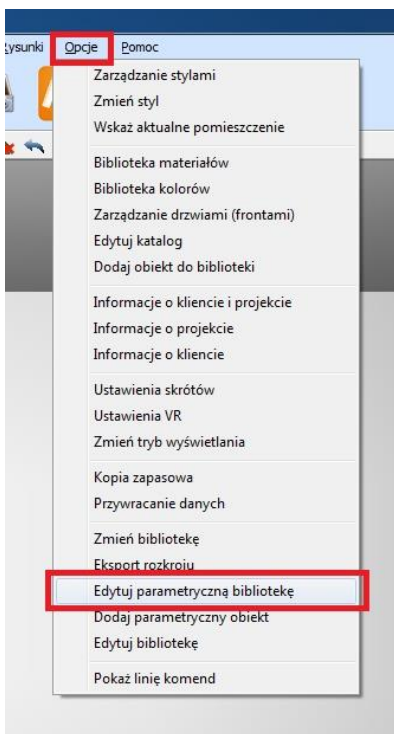 Opcje Pomoc
Zarządzanie stylami
Zmień styl
Wskaż aktualne pomieszczenie
Biblioteka materiałów
Biblioteka kolorów
Zarządzanie drzwiami (frontami)
Edytuj katalog
Dodaj obiekt do biblioteki
Informacje o kliencie i projekcie
Informacje o projekcie
Informacje o kliencie
Ustawienia skrótów
Ustawienia VR
Zmień tryb wyświetlania
Kopia zapasowa
Przywracanie danych
Zmień bibliotekę
Eksport rozkroju
Edytuj parametryczną bibliotekę
Dodaj parametryczny obiekt
Edytuj bibliotekę
Pokaż linię komend